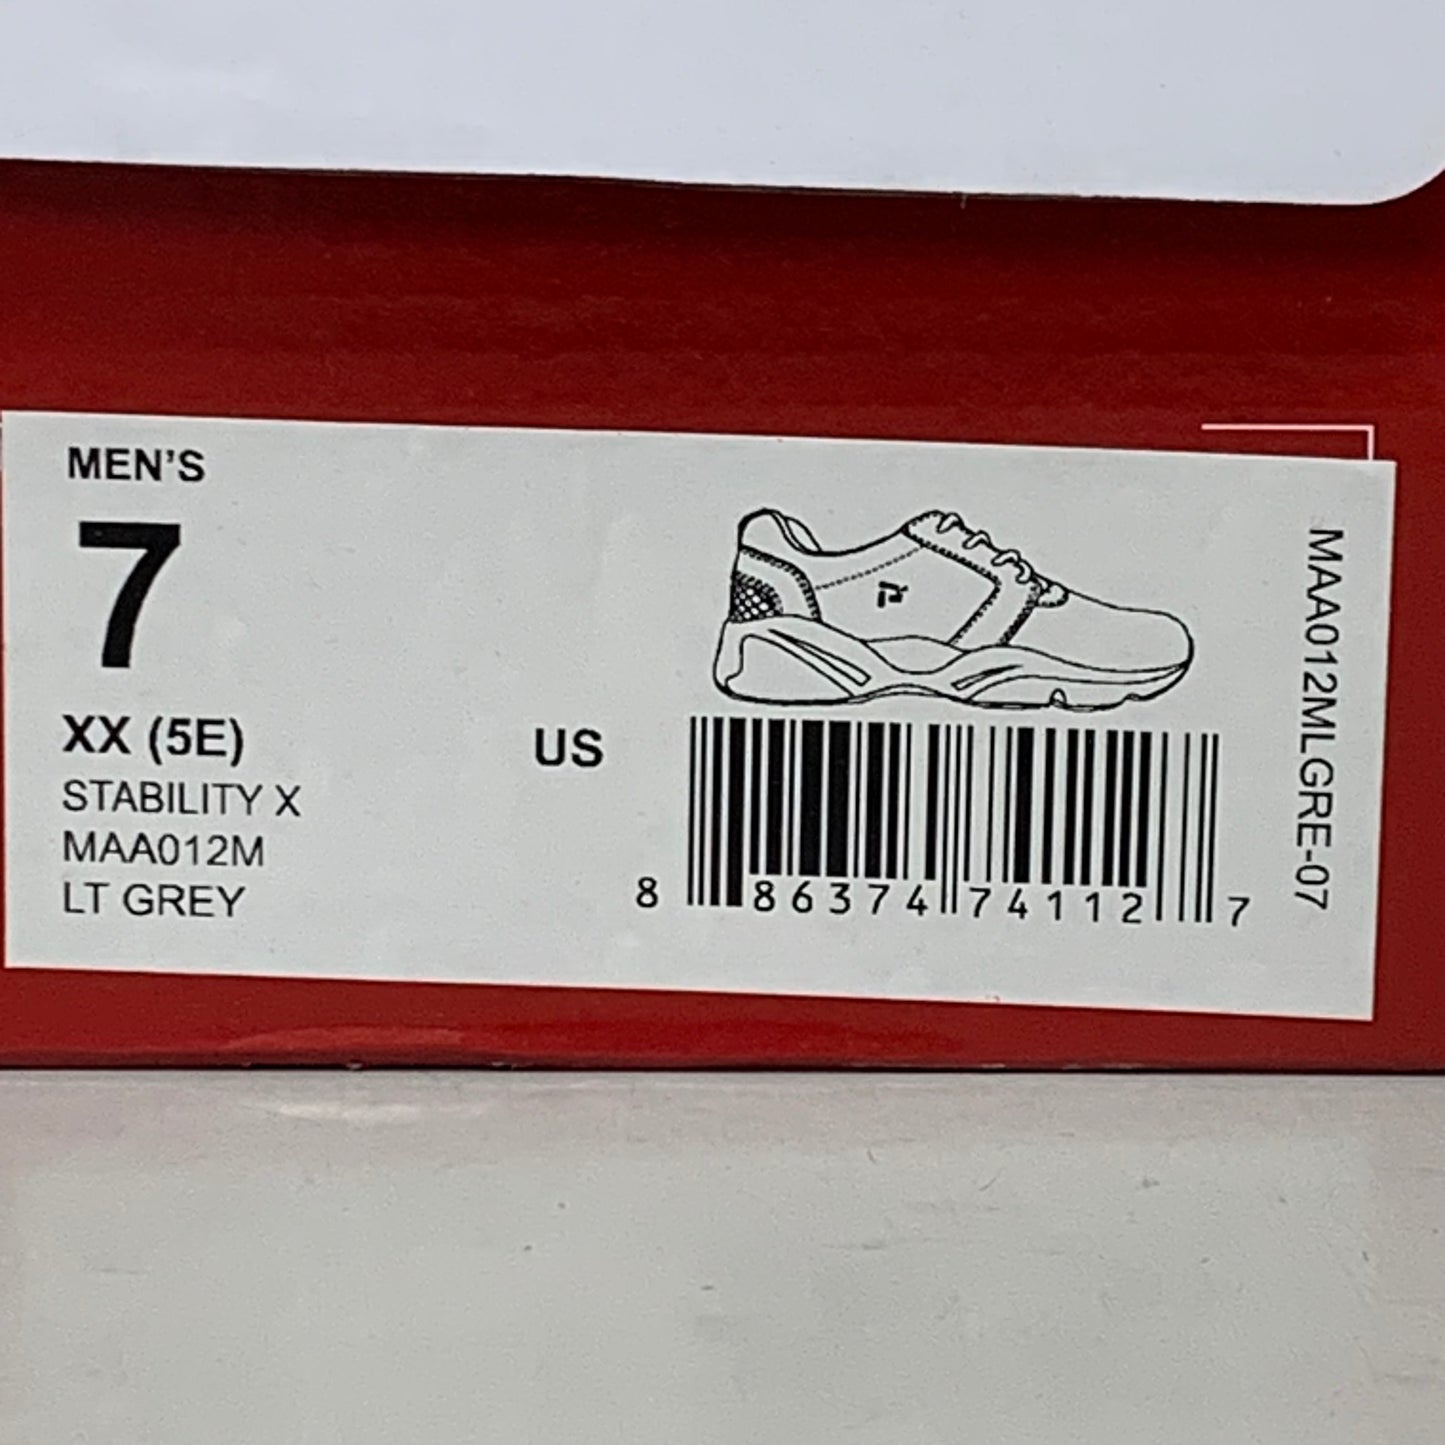 MEN'S
7
XX (5E)
US
STABILITY X
MAA012M
LT GREY
8 86374 74112 7
MAA012MLGRE-07